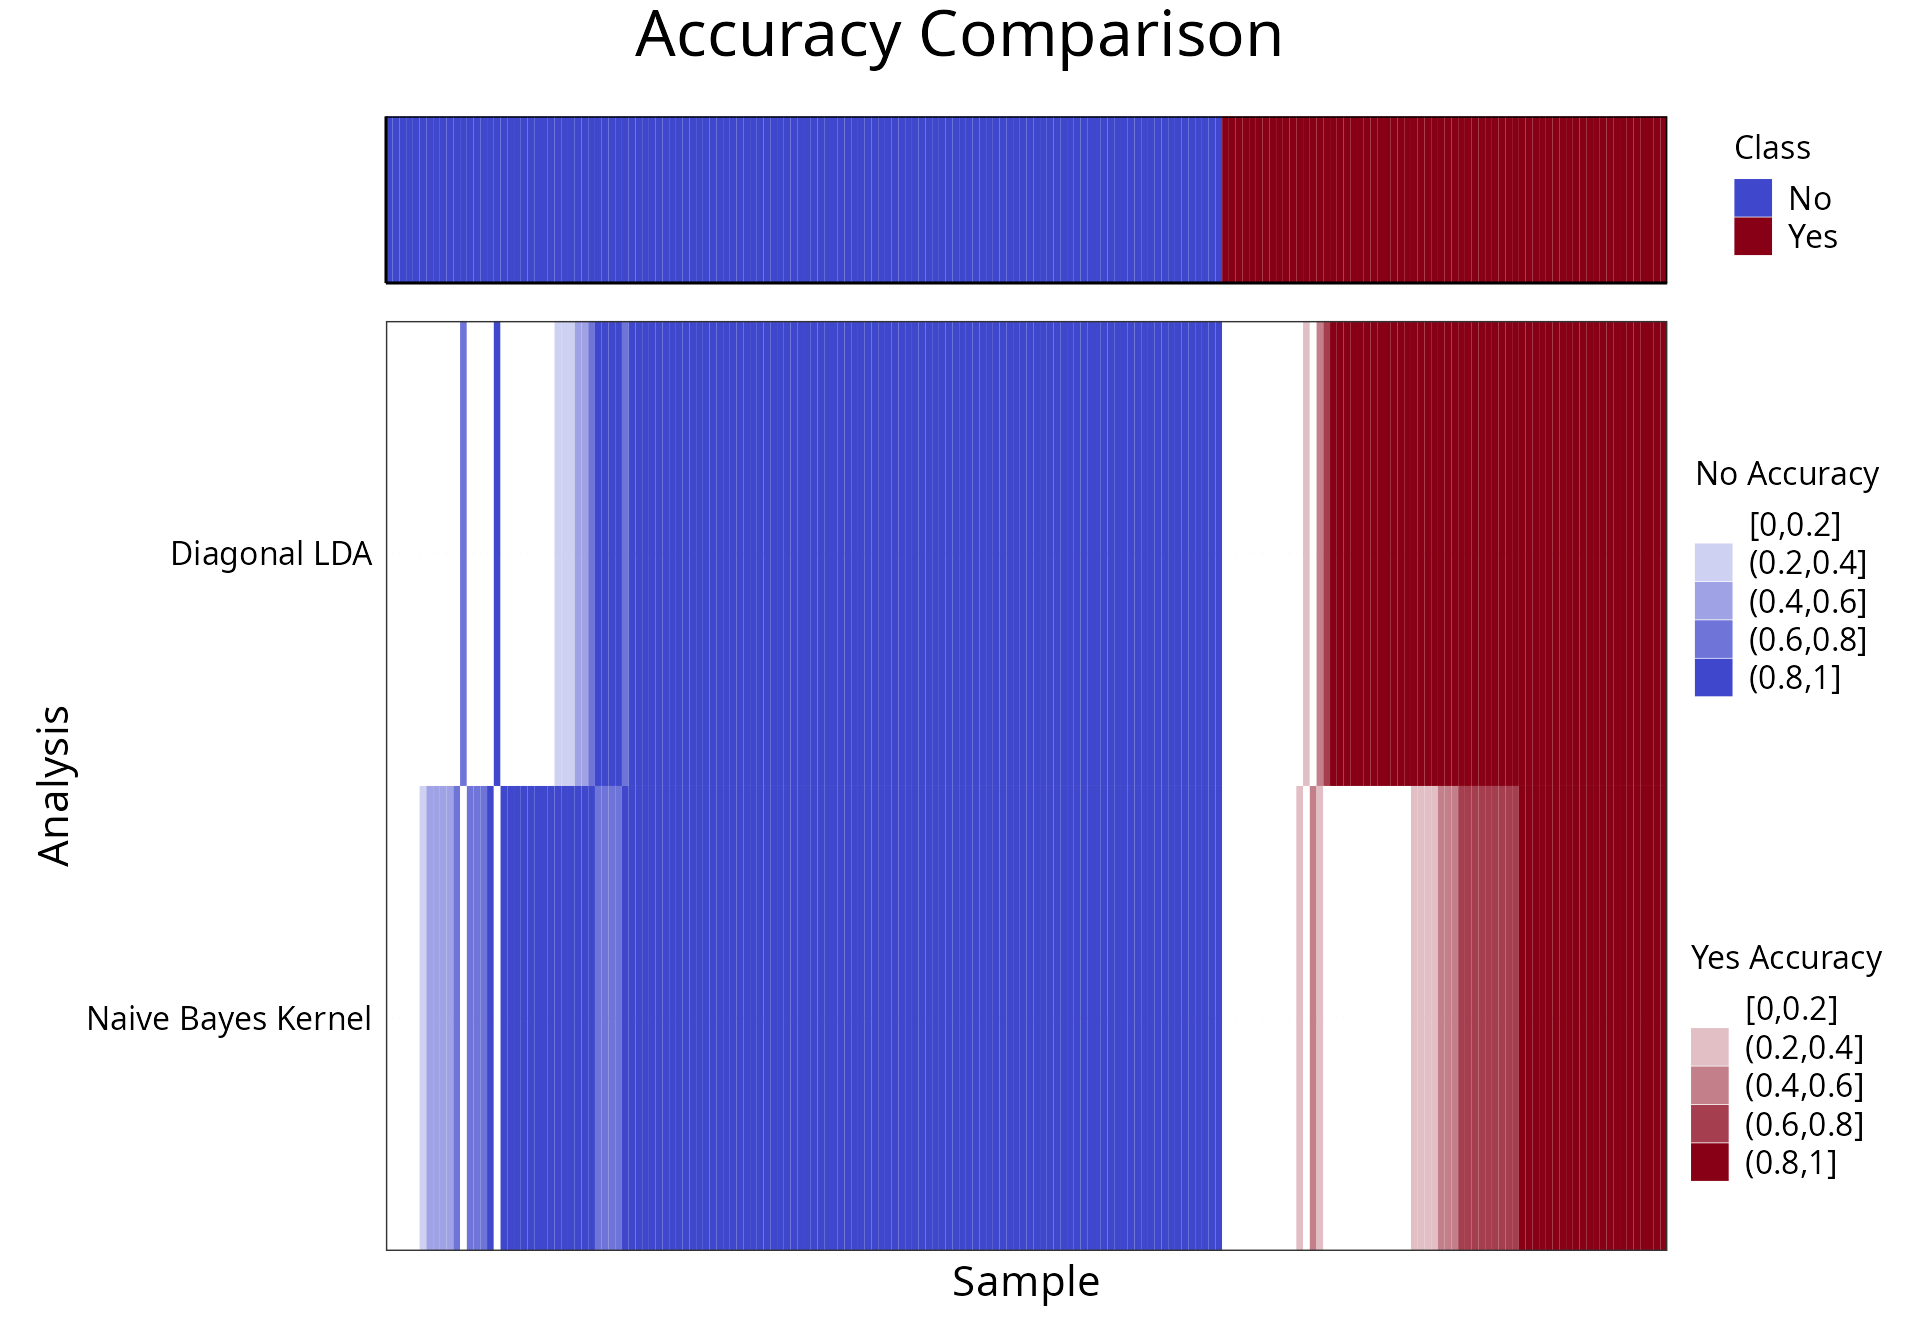 Accuracy Comparison
Class
No
Yes
Diagonal LDA
Naive Bayes Kernel
Analysis
Sample
No Accuracy
[0,0.2]
(0.2,0.4]
(0.4,0.6]
(0.6,0.8]
(0.8,1]
Yes Accuracy
[0,0.2]
(0.2,0.4]
(0.4,0.6]
(0.6,0.8]
(0.8,1]